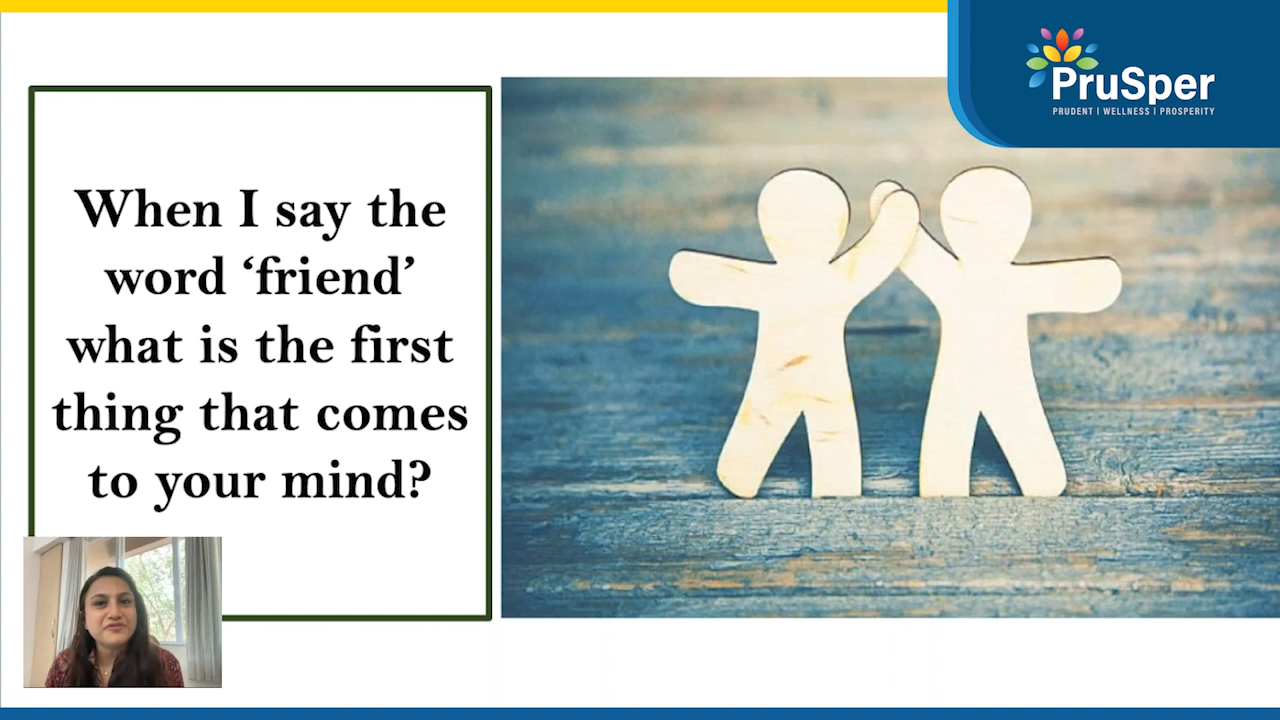 When I say the
word ‘friend’
what is the first
thing that comes
to your mind?
PruSper
PRUDENT | WELLNESS | PROSPERITY